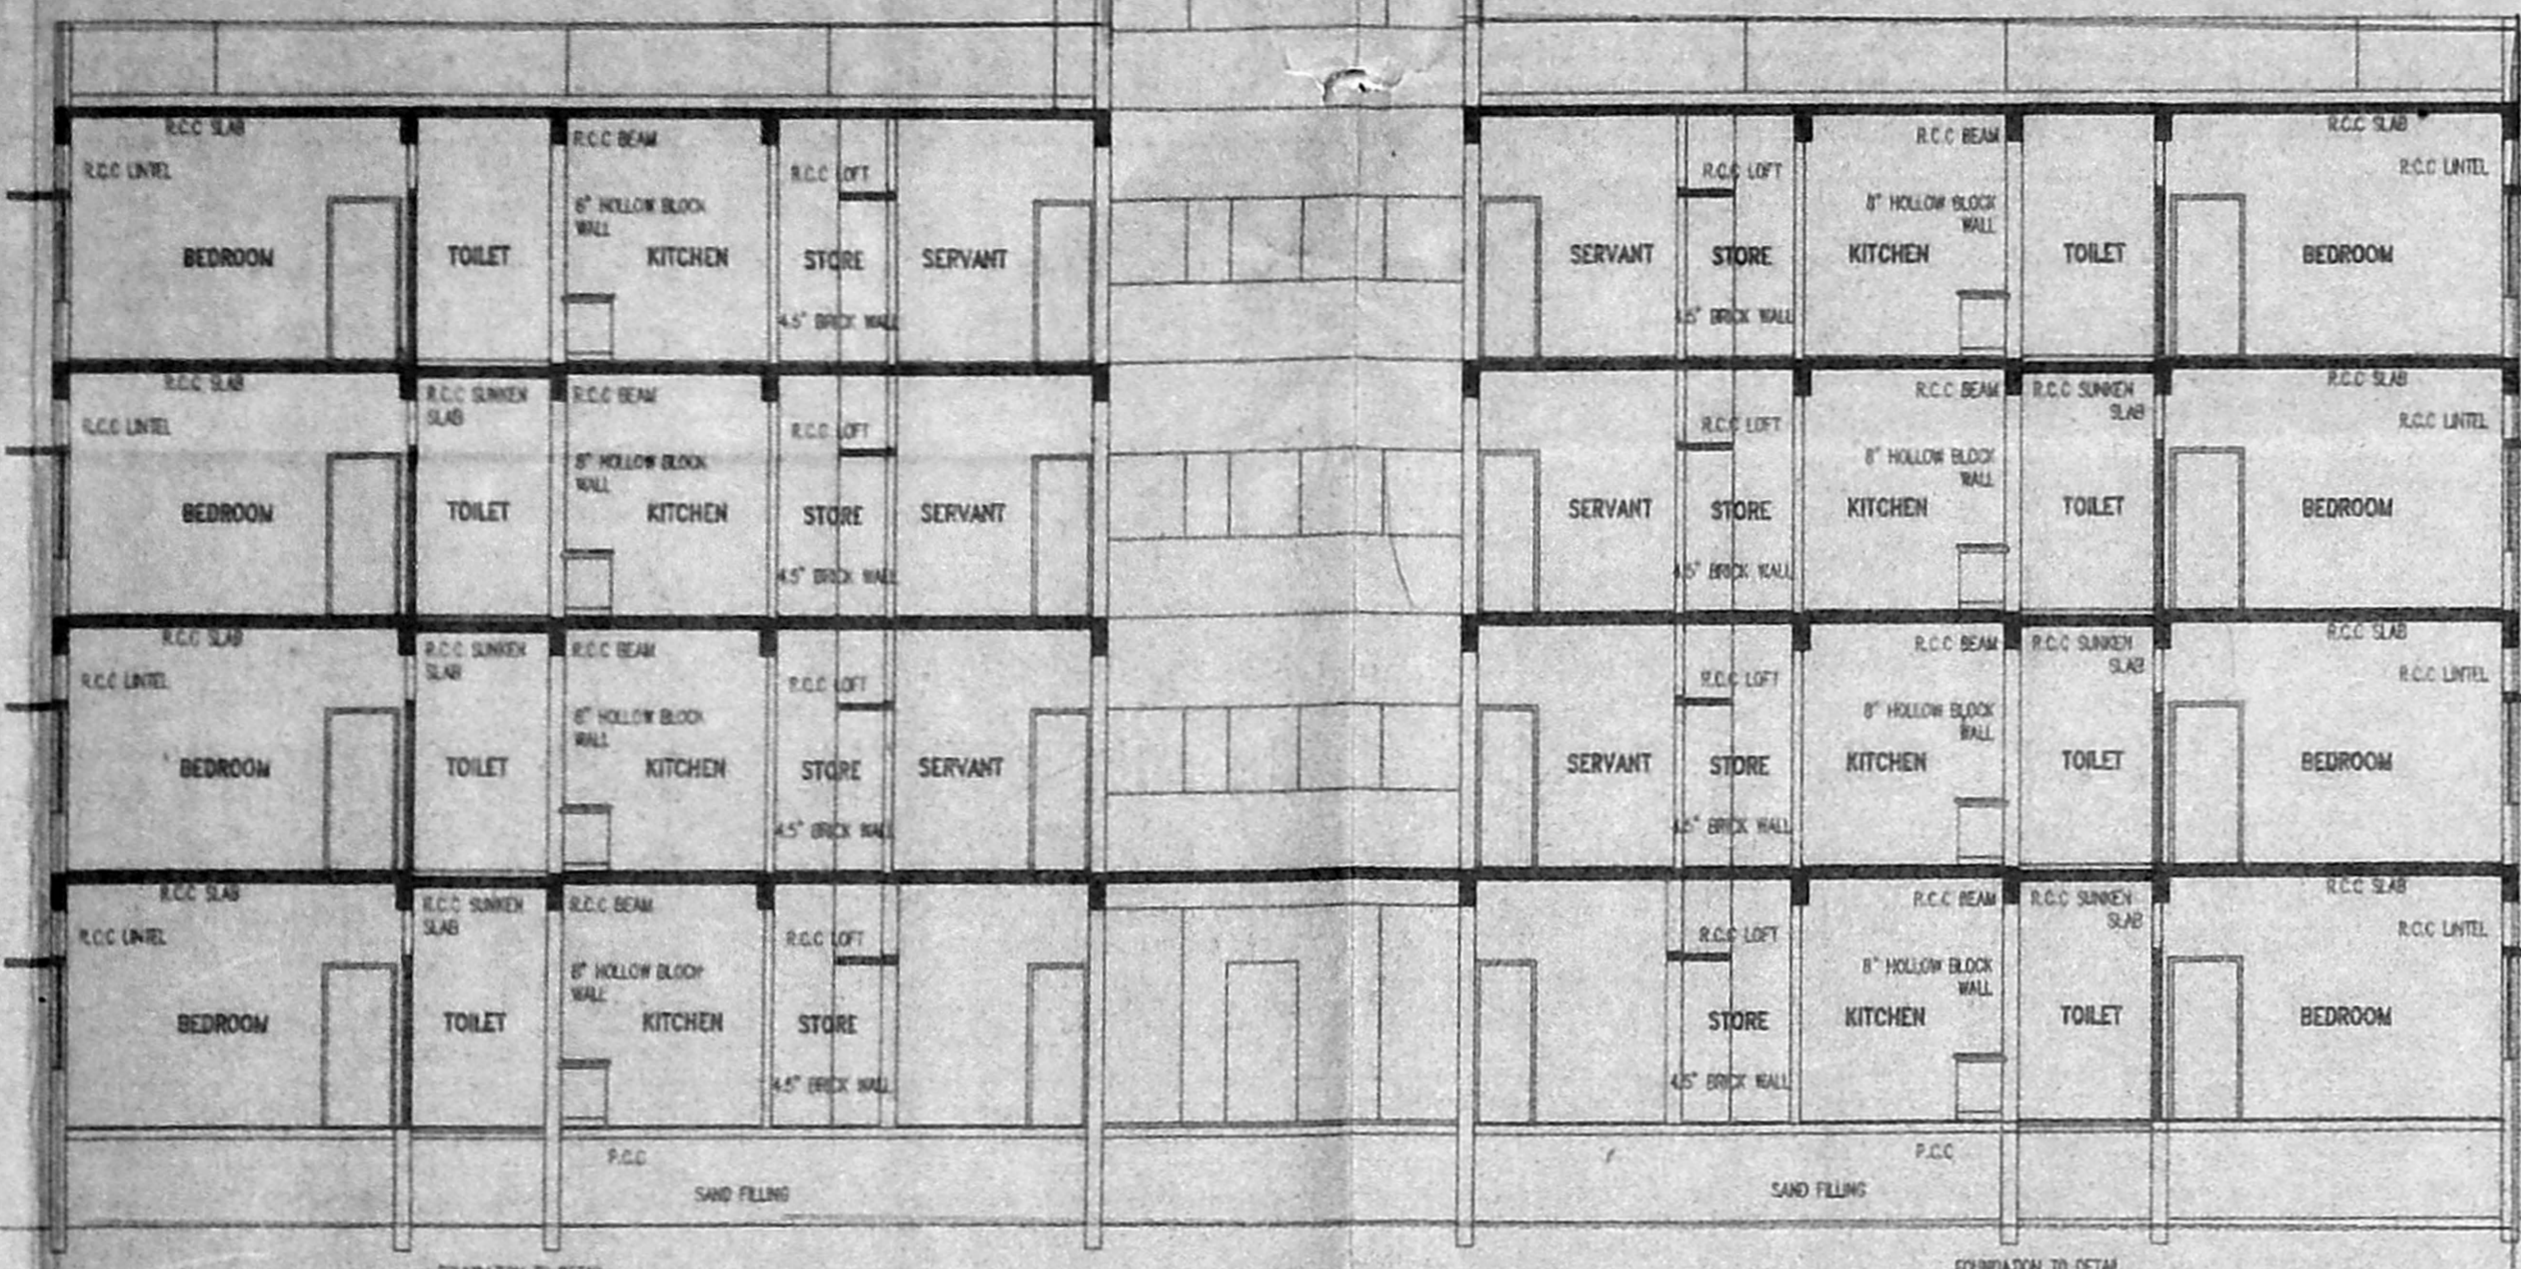 R.C.C SLAB
R.C.C LINTEL
BEDROOM
TOILET
R.C.C BEAM
8" HOLLOW BLOCK
WALL
KITCHEN
R.C.C LOFT
STORE
4.5" BRICK WALL
SERVANT
SERVANT
R.C.C LOFT
STORE
4.5" BRICK WALL
R.C.C BEAM
8" HOLLOW BLOCK
WALL
KITCHEN
TOILET
R.C.C SLAB
R.C.C LINTEL
BEDROOM
R.C.C SLAB
R.C.C LINTEL
BEDROOM
R.C.C SUNKEN
SLAB
TOILET
R.C.C BEAM
8" HOLLOW BLOCK
WALL
KITCHEN
R.C.C LOFT
STORE
4.5" BRICK WALL
SERVANT
SERVANT
R.C.C LOFT
STORE
4.5" BRICK WALL
R.C.C BEAM
8" HOLLOW BLOCK
WALL
KITCHEN
R.C.C SUNKEN
SLAB
TOILET
R.C.C SLAB
R.C.C LINTEL
BEDROOM
R.C.C SLAB
R.C.C LINTEL
BEDROOM
R.C.C SUNKEN
SLAB
TOILET
R.C.C BEAM
8" HOLLOW BLOCK
WALL
KITCHEN
R.C.C LOFT
STORE
4.5" BRICK WALL
SERVANT
SERVANT
R.C.C LOFT
STORE
4.5" BRICK WALL
R.C.C BEAM
8" HOLLOW BLOCK
WALL
KITCHEN
R.C.C SUNKEN
SLAB
TOILET
R.C.C SLAB
R.C.C LINTEL
BEDROOM
R.C.C SLAB
R.C.C LINTEL
BEDROOM
R.C.C SUNKEN
SLAB
TOILET
R.C.C BEAM
8" HOLLOW BLOCK
WALL
KITCHEN
R.C.C LOFT
STORE
4.5" BRICK WALL
R.C.C LOFT
STORE
4.5" BRICK WALL
R.C.C BEAM
8" HOLLOW BLOCK
WALL
KITCHEN
R.C.C SUNKEN
SLAB
TOILET
R.C.C SLAB
R.C.C LINTEL
BEDROOM
P.C.C
SAND FILLING
P.C.C
SAND FILLING
FOUNDATION TO DETAIL